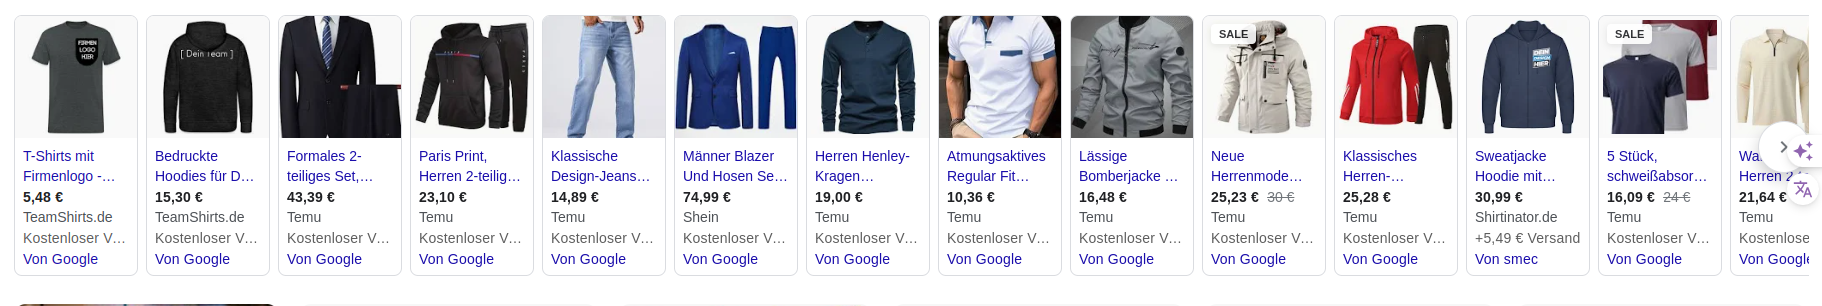 FIRMEN
LOGO
HIER
T-Shirts mit
Firmenlogo -…
5,48 €
TeamShirts.de
Kostenloser V…
Von Google
[ Dein Team ]
Bedruckte
Hoodies für D…
15,30 €
TeamShirts.de
Kostenloser V…
Von Google
Formales 2-
teiliges Set,…
43,39 €
Temu
Kostenloser V…
Von Google
Paris Print,
Herren 2-teilig…
23,10 €
Temu
Kostenloser V…
Von Google
Klassische
Design-Jeans…
14,89 €
Temu
Kostenloser V…
Von Google
Männer Blazer
Und Hosen Se…
74,99 €
Shein
Kostenloser V…
Von Google
Herren Henley-
Kragen…
19,00 €
Temu
Kostenloser V…
Von Google
Atmungsaktives
Regular Fit…
10,36 €
Temu
Kostenloser V…
Von Google
Lässige
Bomberjacke …
16,48 €
Temu
Kostenloser V…
Von Google
SALE
Neue
Herrenmode…
25,23 € 30 €
Temu
Kostenloser V…
Von Google
Klassisches
Herren-…
25,28 €
Temu
Kostenloser V…
Von Google
DEIN
DESIGN
HIER
Sweatjacke
Hoodie mit…
30,99 €
Shirtinator.de
+5,49 € Versand
Von smec
SALE
5 Stück,
schweißabsor…
16,09 € 24 €
Temu
Kostenloser V…
Von Google
Herren 2
21,64 €
Temu
Kostenlose
Von Google